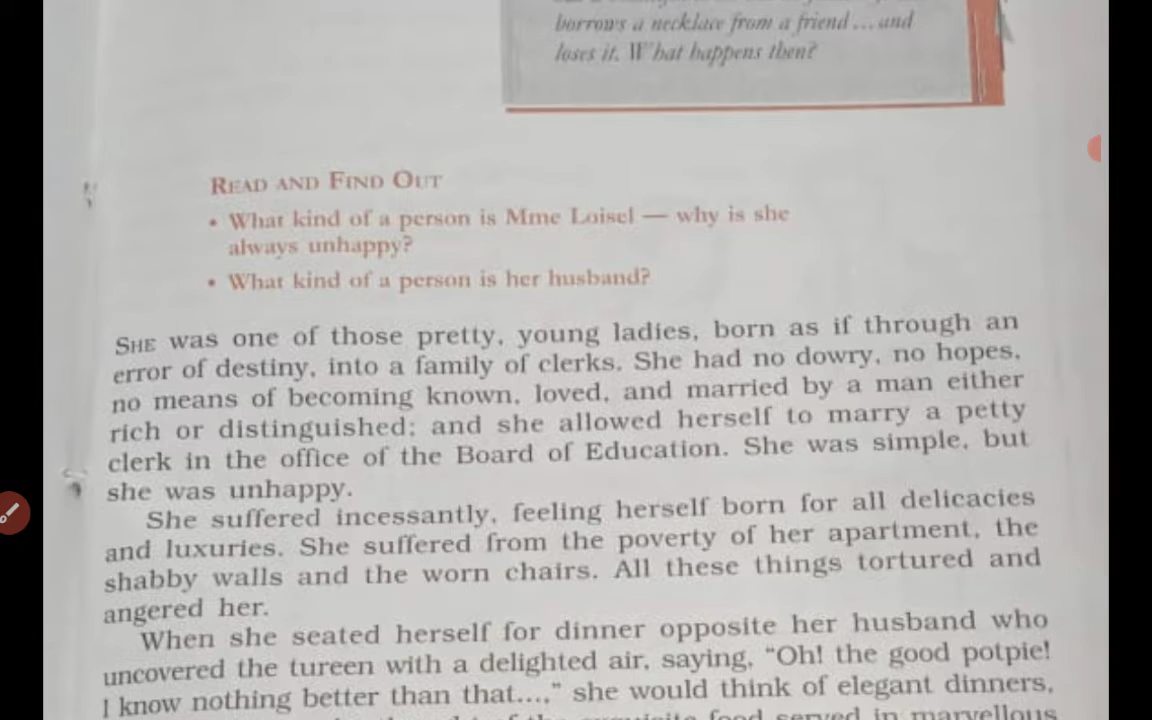 borrows a necklace from a friend...and
loses it. What happens then?
READ AND FIND OUT
• What kind of a person is Mme Loisel — why is she
always unhappy?
• What kind of a person is her husband?
SHE was one of those pretty, young ladies, born as if through an
error of destiny, into a family of clerks. She had no dowry, no hopes,
no means of becoming known, loved, and married by a man either
rich or distinguished; and she allowed herself to marry a petty
clerk in the office of the Board of Education. She was simple, but
she was unhappy.
She suffered incessantly, feeling herself born for all delicacies
and luxuries. She suffered from the poverty of her apartment, the
shabby walls and the worn chairs. All these things tortured and
angered her.
When she seated herself for dinner opposite her husband who
uncovered the tureen with a delighted air, saying, “Oh! the good potpie!
I know nothing better than that...,” she would think of elegant dinners,
food served in marvellous